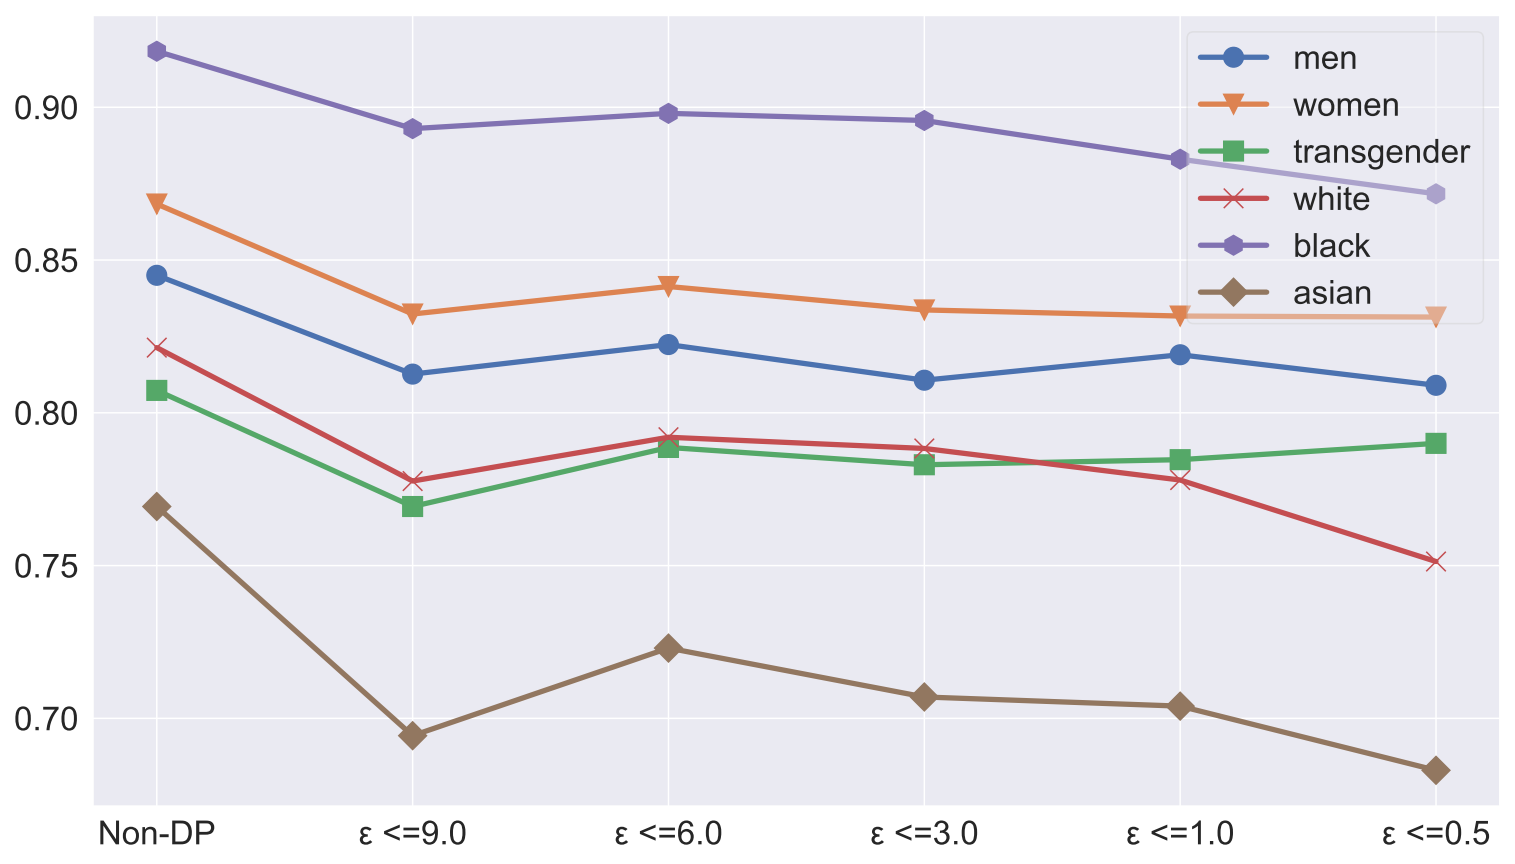 0.90
0.85
0.80
0.75
0.70
men
women
transgender
white
black
asian
Non-DP
ε <=9.0
ε <=6.0
ε <=3.0
ε <=1.0
ε <=0.5